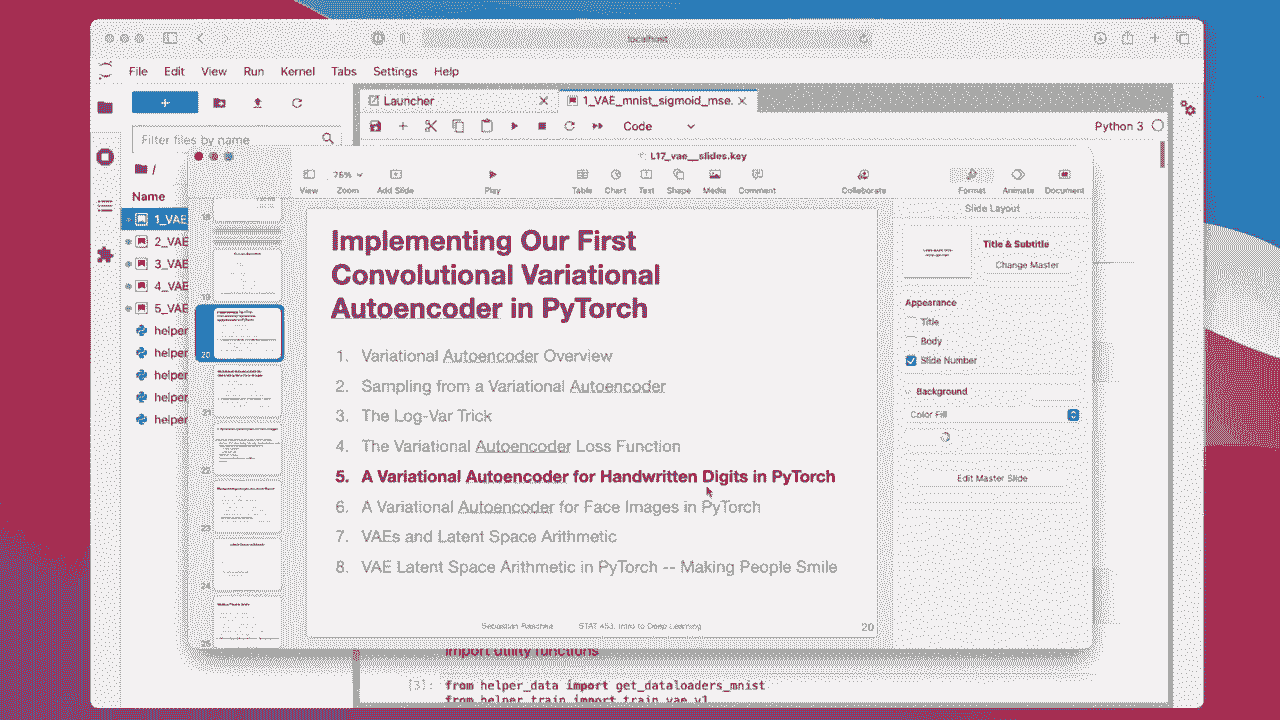 localhost
File Edit View Run Kernel Tabs Settings Help
Launcher
1_VAE_mnist_sigmoid_mse.
Filter files by name
Code
Python 3
/
Name
1_VAE
2_VAE
3_VAE
4_VAE
5_VAE
helper
helper
helper
helper
helper
L17_vae__slides.key
76%
View Zoom Add Slide Play Table Chart Text Shape Media Comment Collaborate Format Animate Document
Slide Layout
Title & Subtitle
Change Master
Appearance
Title
Body
Slide Number
Background
Color Fill
Edit Master Slide
19
20
21
22
23
24
25
Implementing Our First
Convolutional Variational
Autoencoder in PyTorch
1. Variational Autoencoder Overview
2. Sampling from a Variational Autoencoder
3. The Log-Var Trick
4. The Variational Autoencoder Loss Function
5. A Variational Autoencoder for Handwritten Digits in PyTorch
6. A Variational Autoencoder for Face Images in PyTorch
7. VAEs and Latent Space Arithmetic
8. VAE Latent Space Arithmetic in PyTorch -- Making People Smile
Sebastian Raschka STAT 453: Intro to Deep Learning 20
Import utility functions
[3]: from helper_data import get_dataloaders_mnist
from helper_train import train_vae_v1